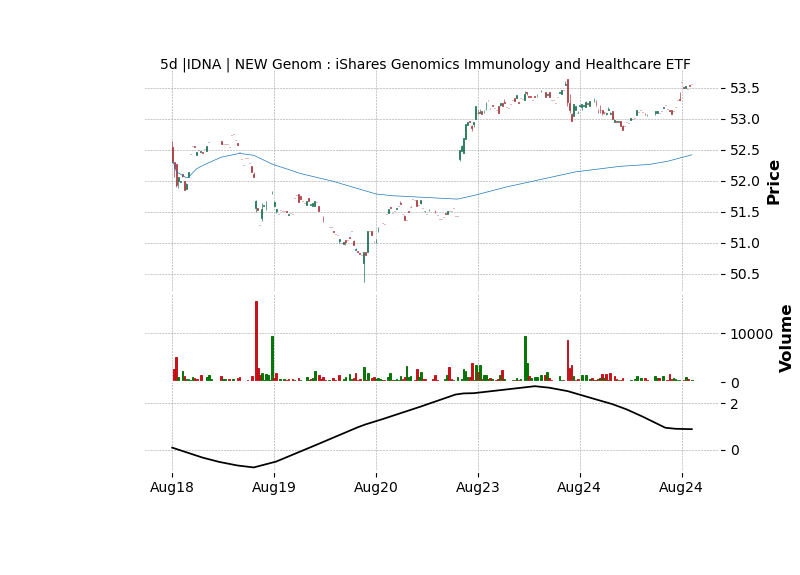 5d |IDNA | NEW Genom : iShares Genomics Immunology and Healthcare ETF
53.5
53.0
52.5
52.0
51.5
51.0
50.5
Price
10000
0
Volume
2
0
Aug18 Aug19 Aug20 Aug23 Aug24 Aug24